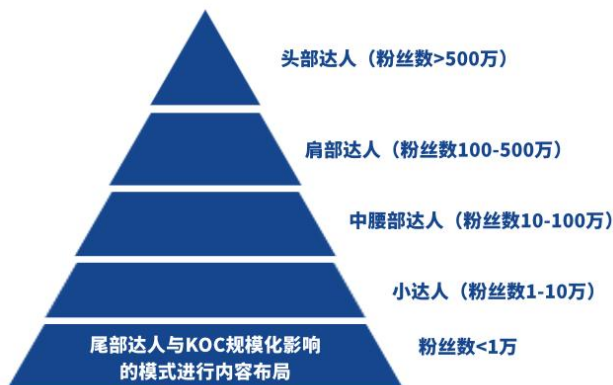 头部达人（粉丝数>500万）
肩部达人（粉丝数100-500万）
中腰部达人（粉丝数10-100万）
小达人（粉丝数1-10万）
尾部达人与KOC规模化影响
的模式进行内容布局
粉丝数<1万